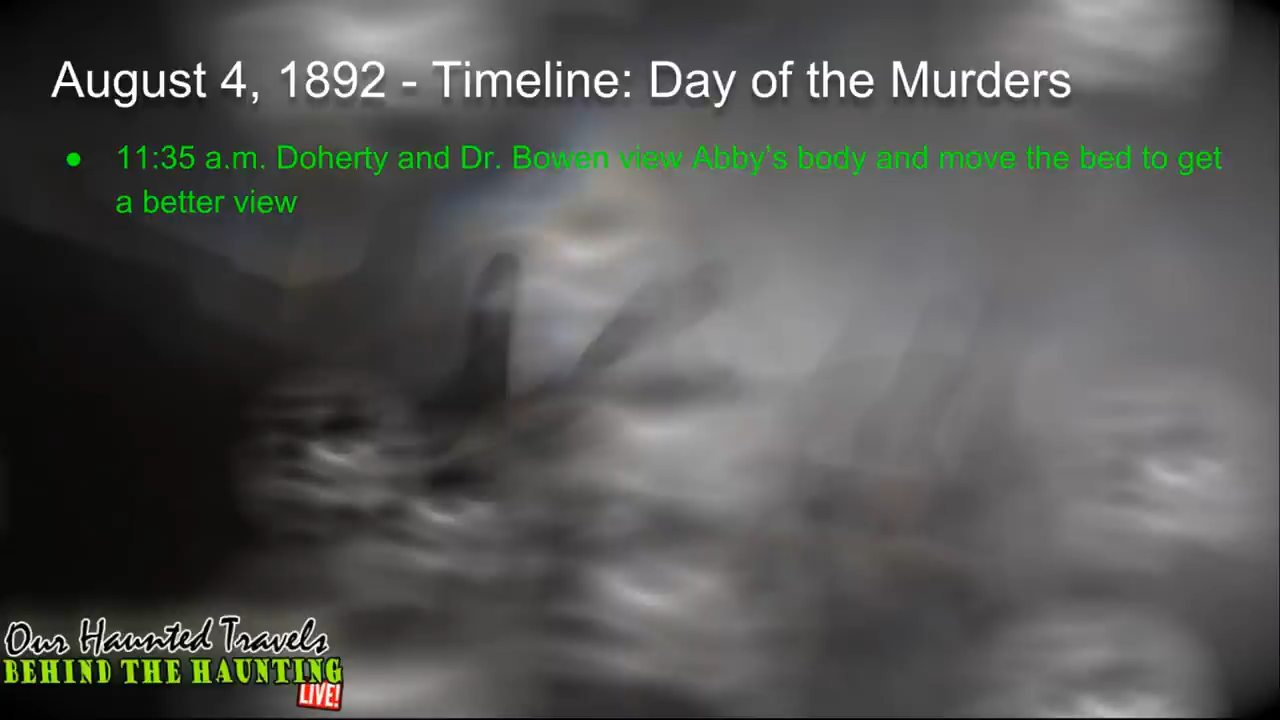 August 4, 1892 - Timeline: Day of the Murders
● 11:35 a.m. Doherty and Dr. Bowen view Abby's body and move the bed to get
a better view
Our Haunted Travels
BEHIND THE HAUNTING
LIVE!